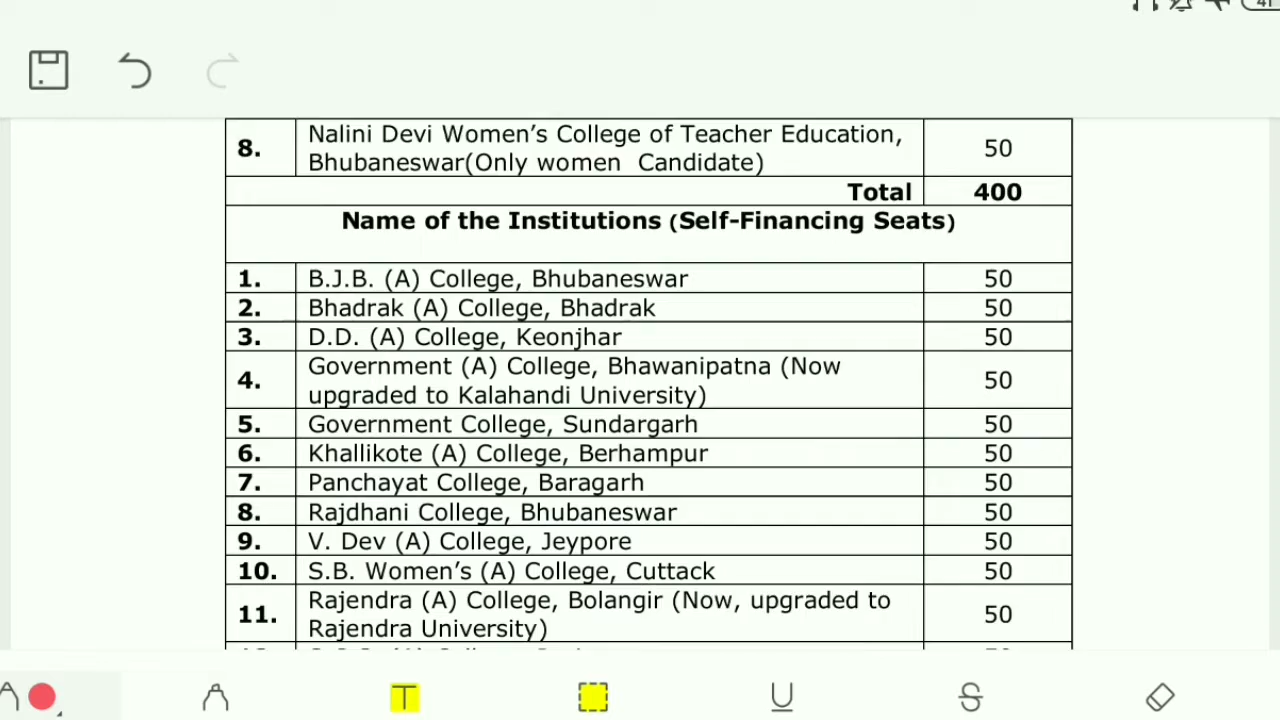 41
8. Nalini Devi Women's College of Teacher Education, 50
Bhubaneswar(Only women Candidate)
Total 400
Name of the Institutions (Self-Financing Seats)
1. B.J.B. (A) College, Bhubaneswar 50
2. Bhadrak (A) College, Bhadrak 50
3. D.D. (A) College, Keonjhar 50
4. Government (A) College, Bhawanipatna (Now 50
upgraded to Kalahandi University)
5. Government College, Sundargarh 50
6. Khallikote (A) College, Berhampur 50
7. Panchayat College, Baragarh 50
8. Rajdhani College, Bhubaneswar 50
9. V. Dev (A) College, Jeypore 50
10. S.B. Women's (A) College, Cuttack 50
11. Rajendra (A) College, Bolangir (Now, upgraded to 50
Rajendra University)
T U S